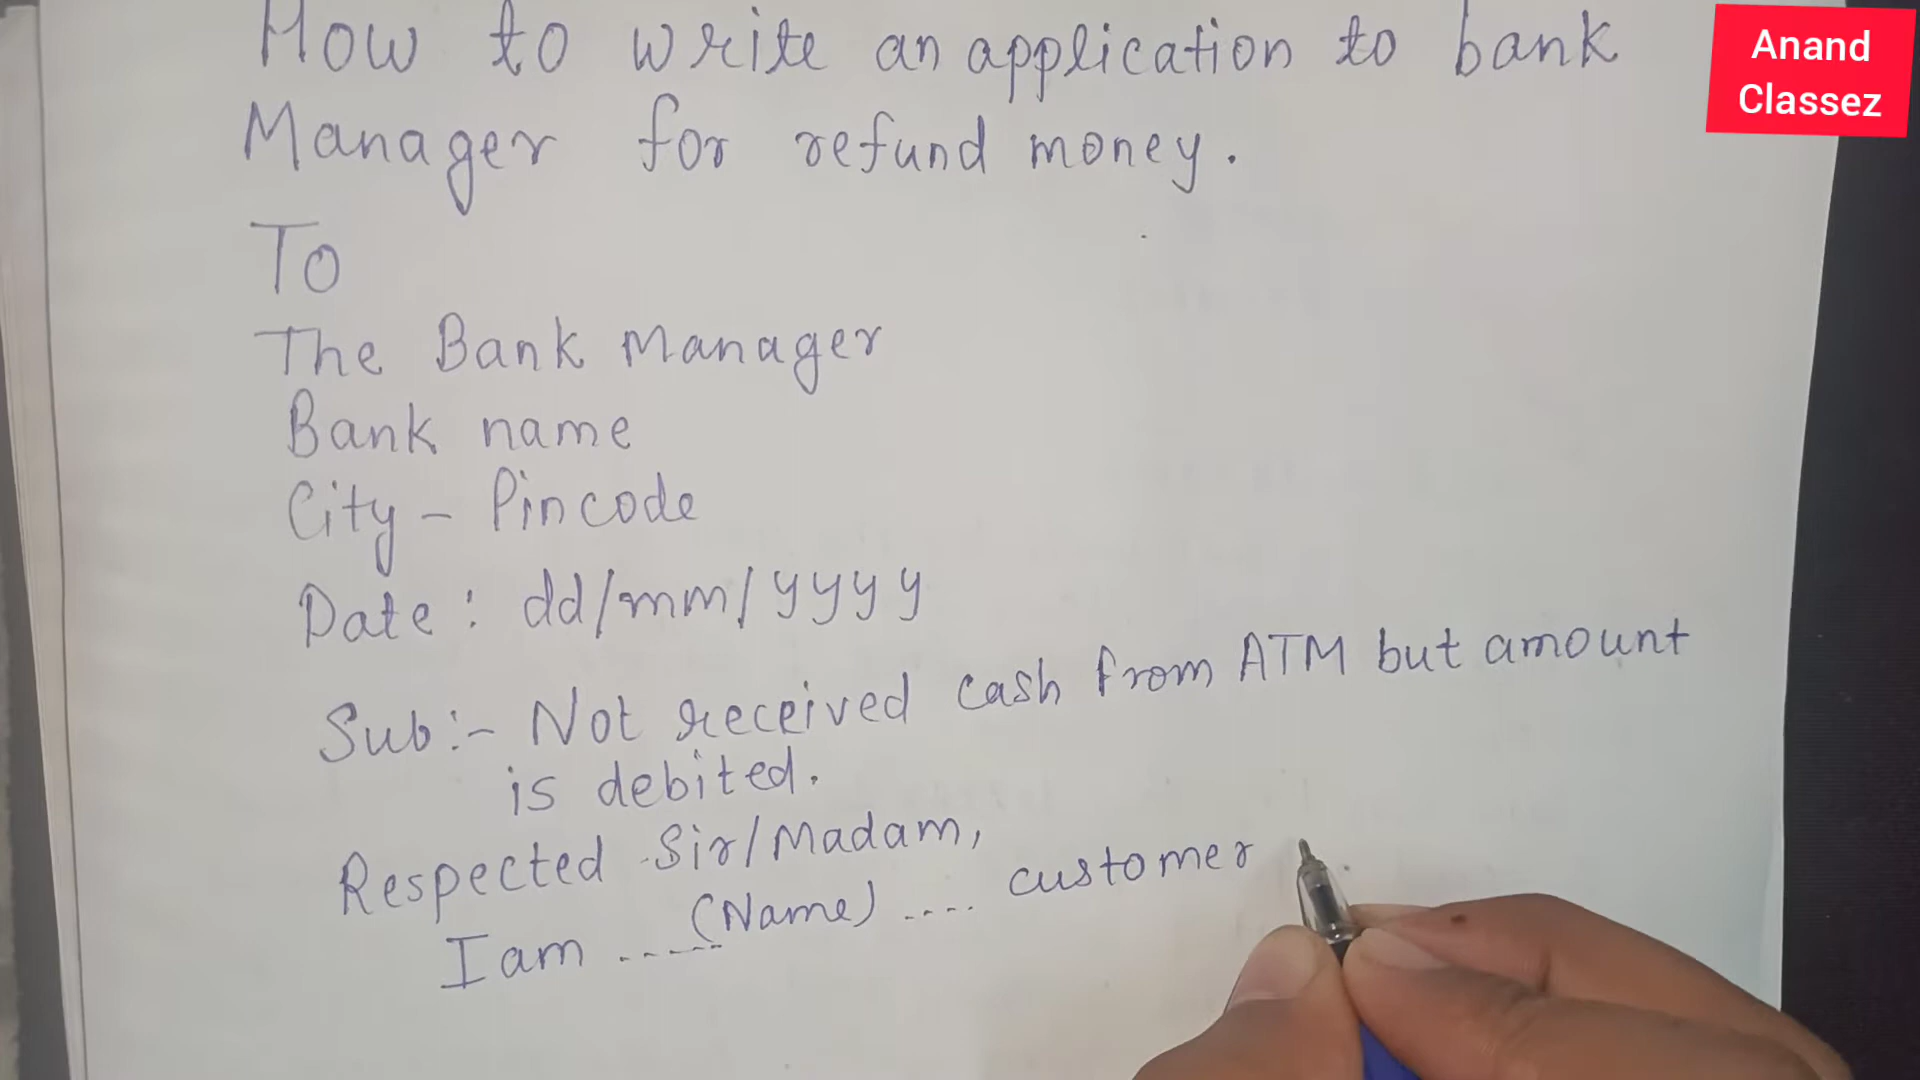 How to write an application to bank
Manager for refund money.
To
The Bank Manager
Bank name
City - Pincode
Date : dd/mm/yyyy
Sub:- Not received cash from ATM but amount
is debited.
Respected Sir/Madam,
I am ......(Name) .... customer
Anand
Classez